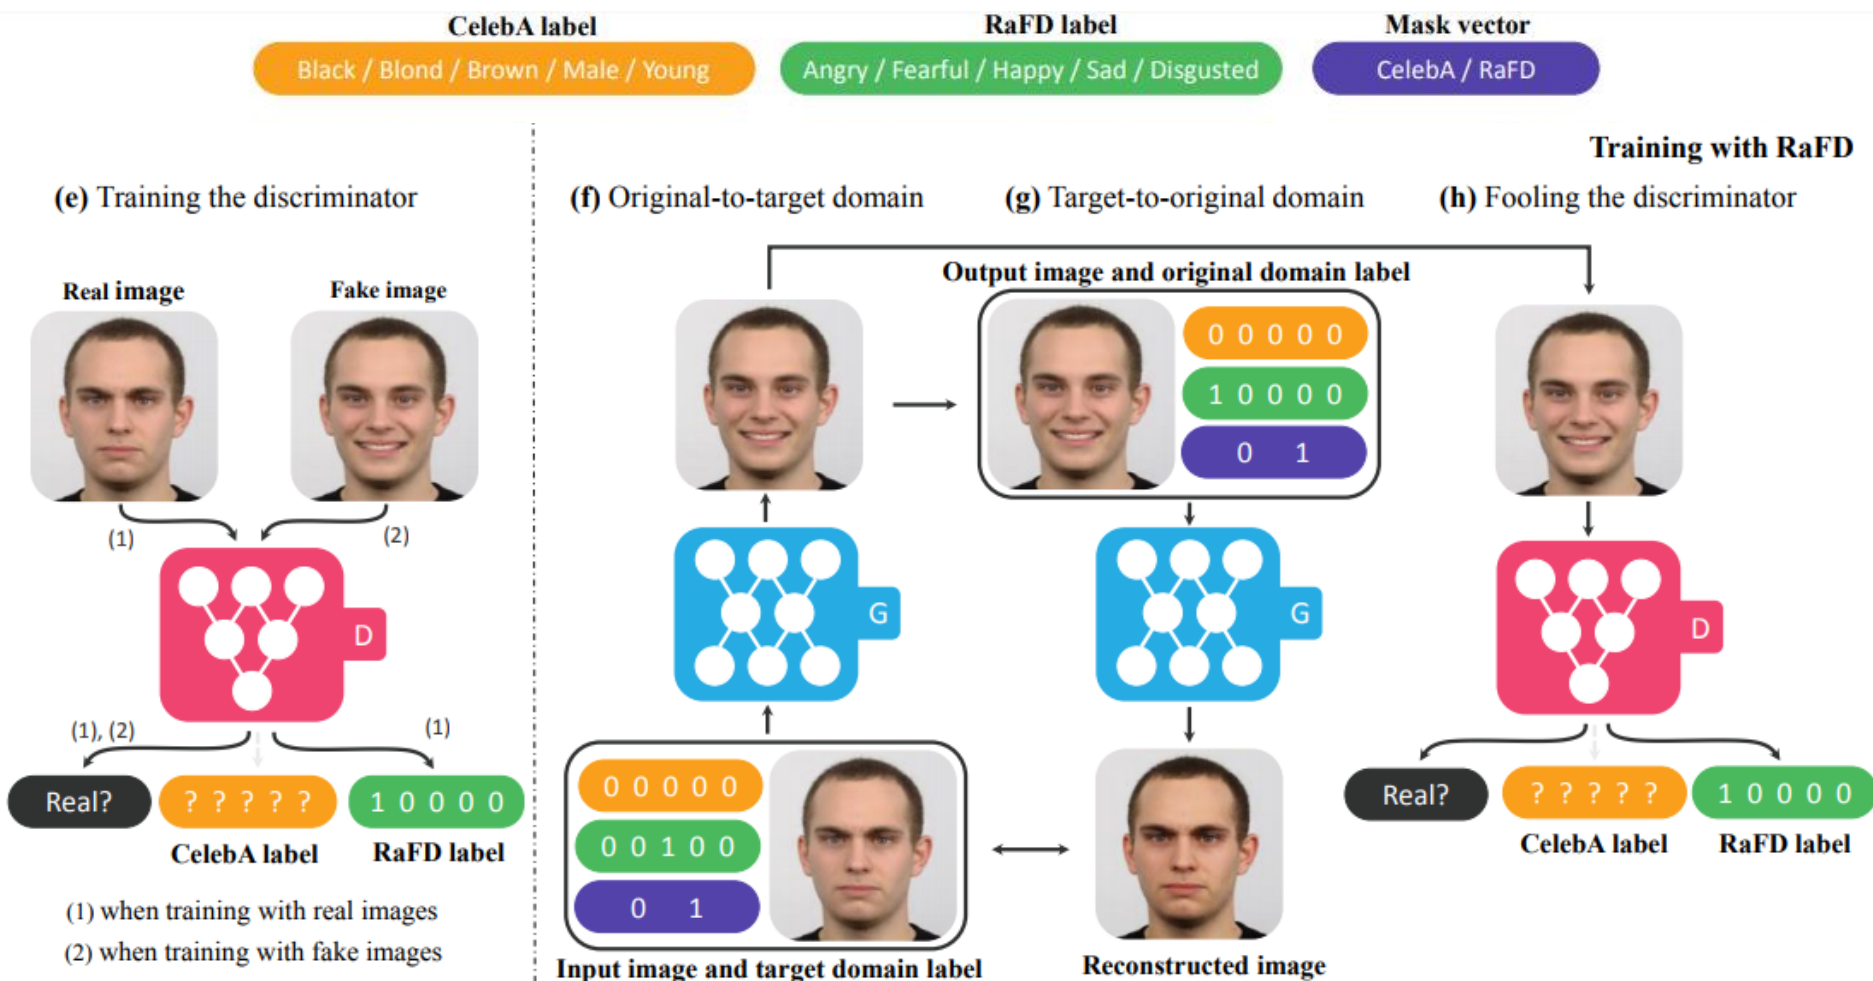 CelebA label
RaFD label
Mask vector
Black / Blond / Brown / Male / Young
Angry / Fearful / Happy / Sad / Disgusted
CelebA / RaFD
Training with RaFD
(e) Training the discriminator
(f) Original-to-target domain
(g) Target-to-original domain
(h) Fooling the discriminator
Real image
Fake image
(1)
(2)
D
(1), (2)
(1)
Real?
? ? ? ? ?
1 0 0 0 0
CelebA label
RaFD label
(1) when training with real images
(2) when training with fake images
Output image and original domain label
0 0 0 0 0
1 0 0 0 0
0 1
G
G
0 0 0 0 0
0 0 1 0 0
0 1
Input image and target domain label
Reconstructed image
D
Real?
? ? ? ? ?
1 0 0 0 0
CelebA label
RaFD label